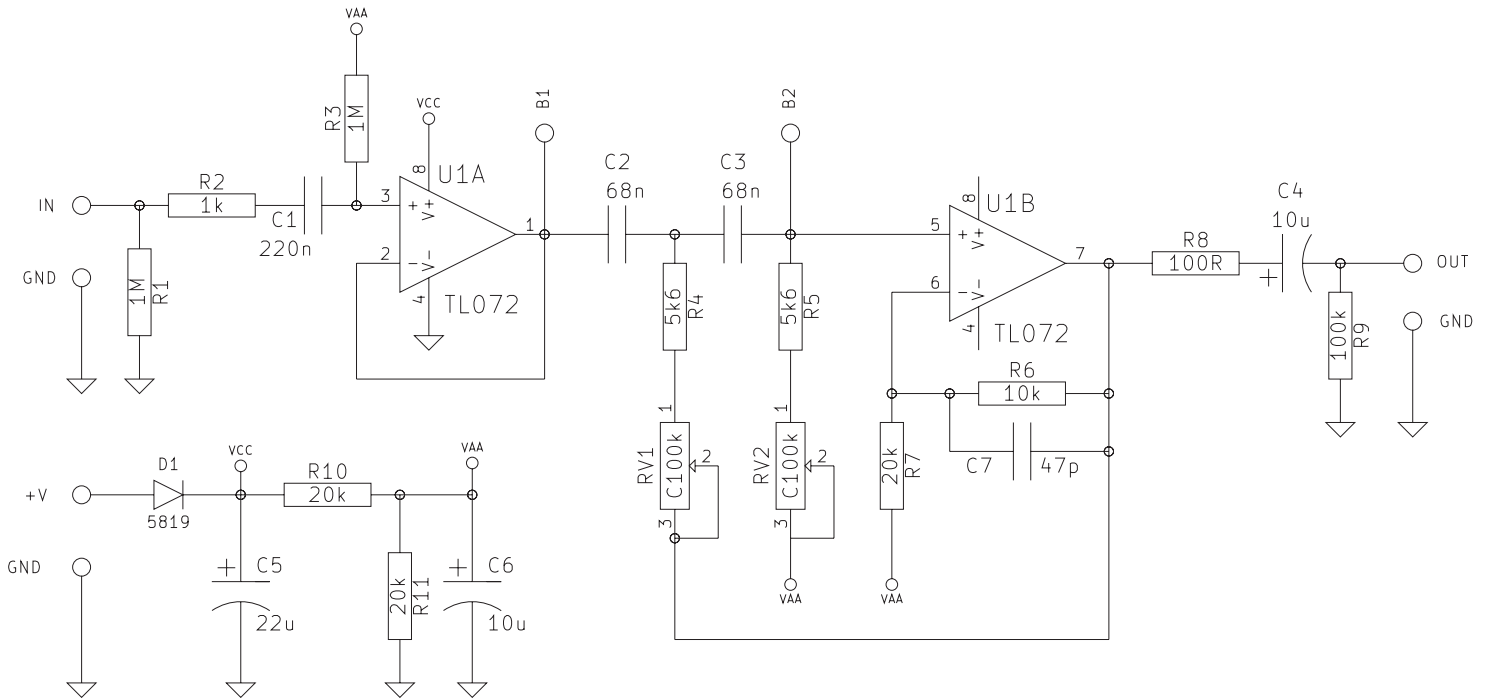 VAA
R3
1M
VCC
8
U1A
IN
R2
1k
C1
220n
3
+
V+
2
−
V−
4
TL072
1
B1
GND
1M
R1
C2
68n
C3
68n
B2
5k6
R4
5k6
R5
5
+
8
V+
U1B
6
−
V−
4
TL072
7
R8
100R
C4
10u
+
OUT
100k
R9
GND
R6
10k
C7
47p
20k
R7
VAA
1
RV1
C100k
2
3
1
RV2
C100k
2
3
VAA
+V
D1
5819
VCC
R10
20k
VAA
GND
+
C5
22u
20k
R11
+
C6
10u